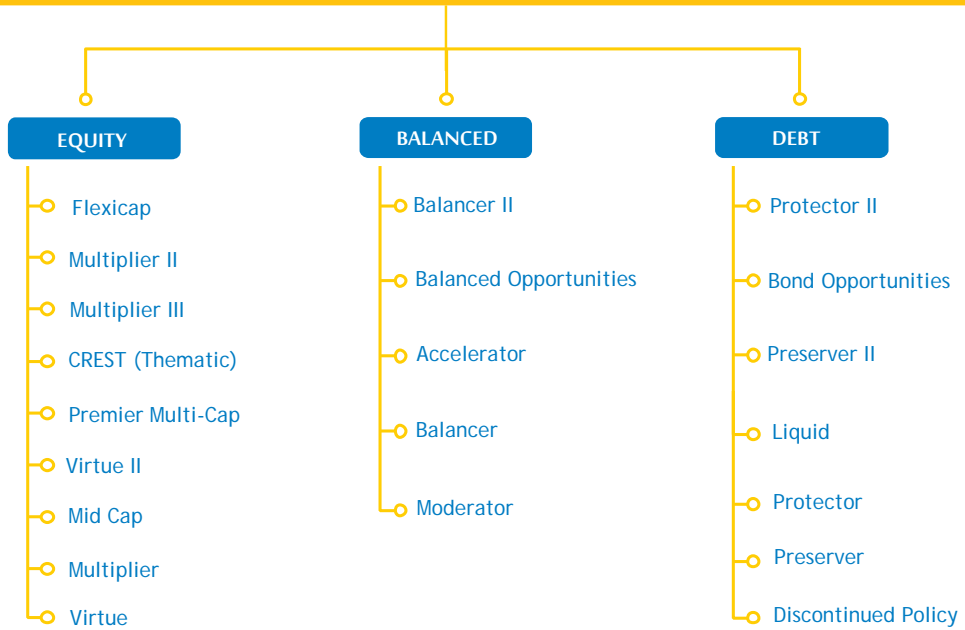 EQUITY
Flexicap
Multiplier II
Multiplier III
CREST (Thematic)
Premier Multi-Cap
Virtue II
Mid Cap
Multiplier
Virtue
BALANCED
Balancer II
Balanced Opportunities
Accelerator
Balancer
Moderator
DEBT
Protector II
Bond Opportunities
Preserver II
Liquid
Protector
Preserver
Discontinued Policy